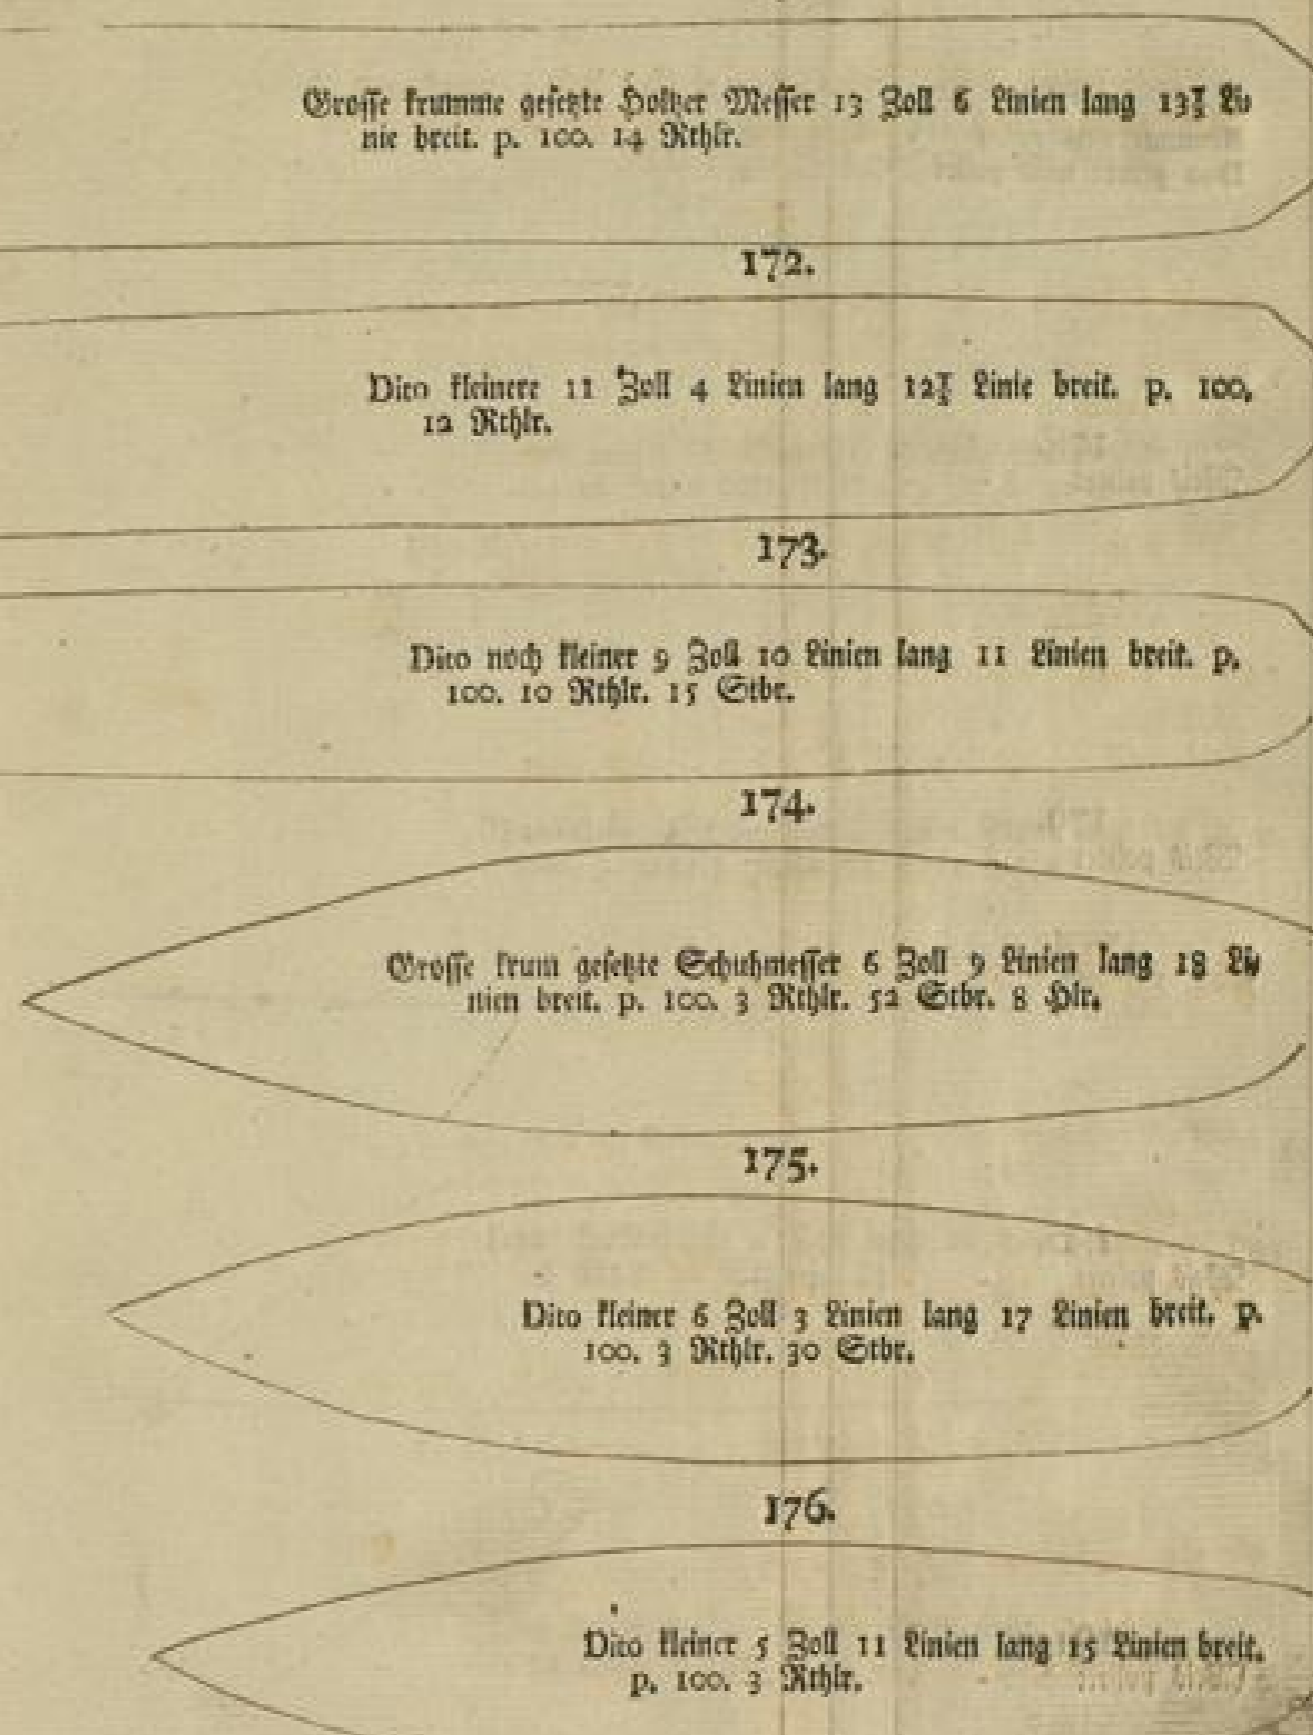 Grosse krumme gesetzte Holtzer Messer 13 Zoll 6 Linien lang 13½ Li-
nie breit. p. 100. 14 Rthlr.
172.
Dito kleinere 11 Zoll 4 Linien lang 12½ Linie breit. p. 100.
12 Rthlr.
173.
Dito noch kleiner 9 Zoll 10 Linien lang 11 Linien breit. p.
100. 10 Rthlr. 15 Stbr.
174.
Grosse krum gesetzte Schuhmesser 6 Zoll 9 Linien lang 18 Li-
nien breit. p. 100. 3 Rthlr. 52 Stbr. 8 Hlr.
175.
Dito kleiner 6 Zoll 3 Linien lang 17 Linien breit. p.
100. 3 Rthlr. 30 Stbr.
176.
Dito kleiner 5 Zoll 11 Linien lang 15 Linien breit.
p. 100. 3 Rthlr.